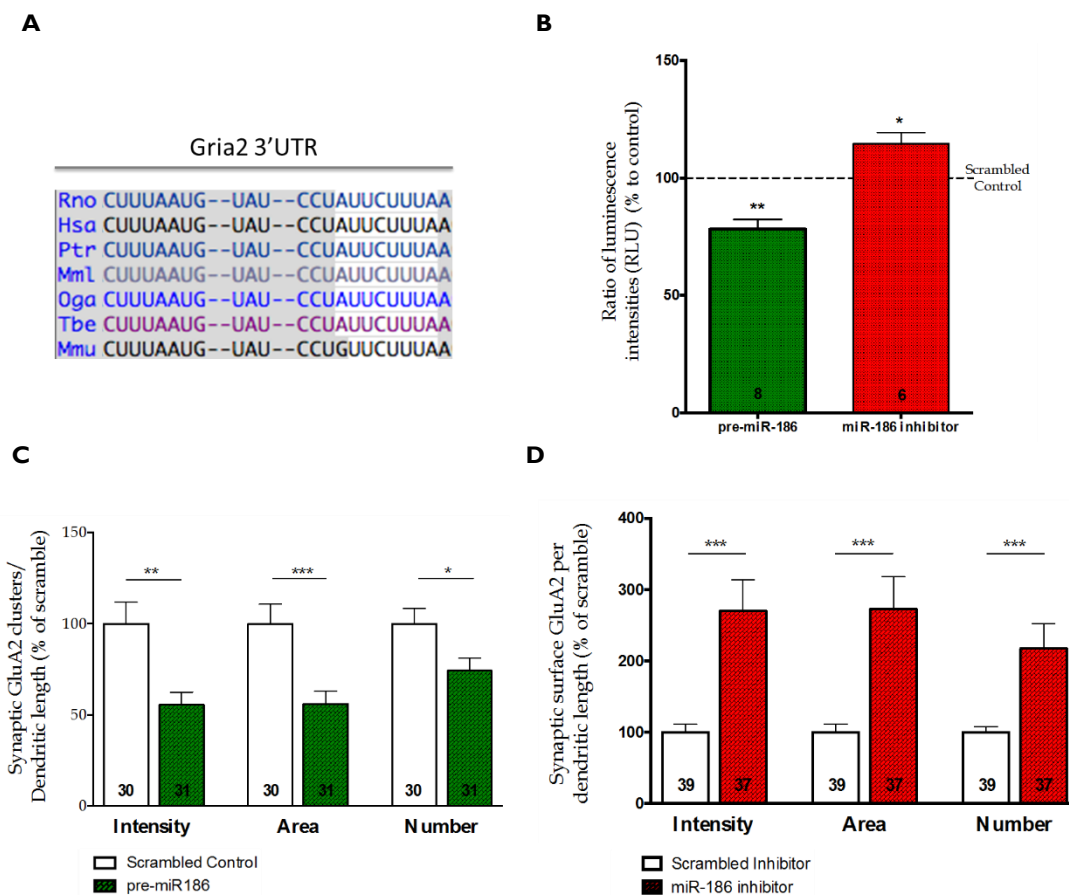 A
Gria2 3'UTR
Rno CUUUAAUG--UAU--CCUAUUCUUUAA
Hsa CUUUAAUG--UAU--CCUAUUCUUUAA
Ptr CUUUAAUG--UAU--CCUAUUCUUUAA
Mml CUUUAAUG--UAU--CCUAUUCUUUAA
Oga CUUUAAUG--UAU--CCUAUUCUUUAA
Tbe CUUUAAUG--UAU--CCUAUUCUUUAA
Mmu CUUUAAUG--UAU--CCUGUUCUUUAA
B
Ratio of luminescence
intensities (RLU) (% to control)
150
100
50
0
**
*
Scrambled
Control
8
6
pre-miR-186
miR-186 inhibitor
C
Synaptic GluA2 clusters/
Dendritic length (% of scramble)
150
100
50
0
**
***
*
30
31
30
31
30
31
Intensity
Area
Number
Scrambled Control
pre-miR186
D
Synaptic surface GluA2 per
dendritic length (% of scramble)
400
300
200
100
0
***
***
***
39
37
39
37
39
37
Intensity
Area
Number
Scrambled Inhibitor
miR-186 inhibitor